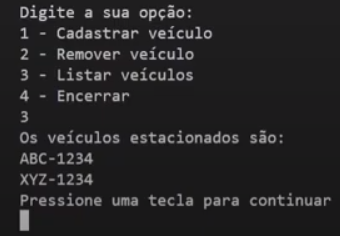 Digite a sua opção:
1 - Cadastrar veículo
2 - Remover veículo
3 - Listar veículos
4 - Encerrar
3
Os veículos estacionados são:
ABC-1234
XYZ-1234
Pressione uma tecla para continuar